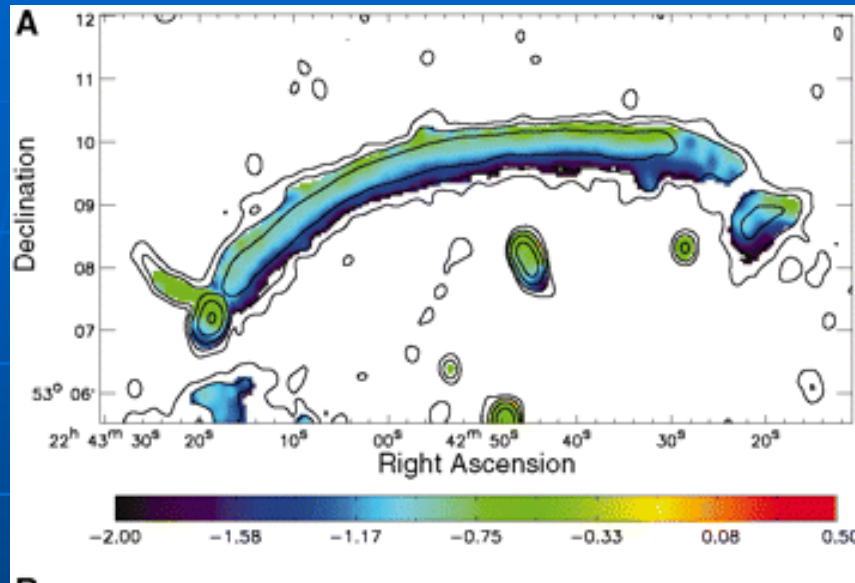 A
12
11
10
09
08
07
53° 06'
22ʰ 43ᵐ 30ˢ 20ˢ 10ˢ 00ˢ 42ᵐ 50ˢ 40ˢ 30ˢ 20ˢ
Declination
Right Ascension
−2.00 −1.58 −1.17 −0.75 −0.33 0.08 0.50